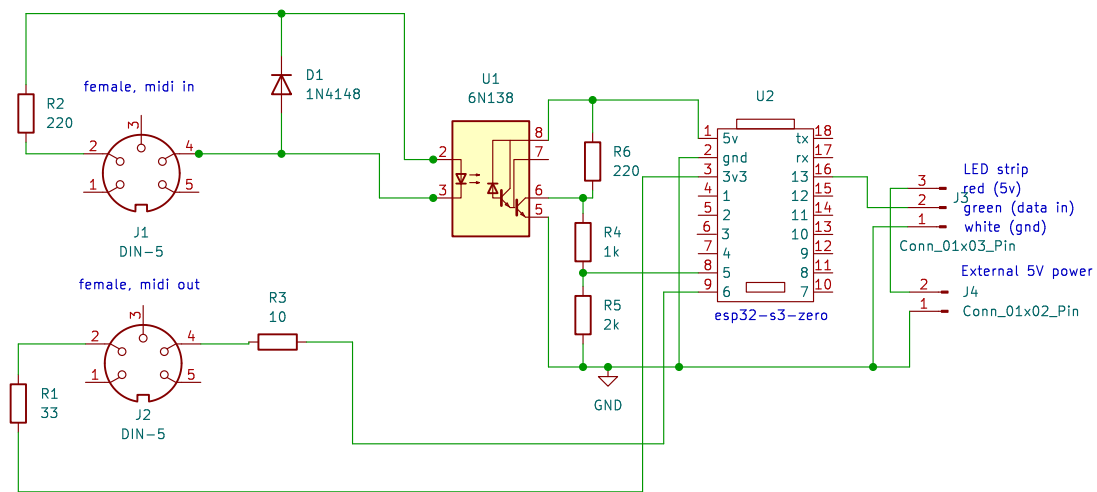 female, midi in
R2
220
D1
1N4148
2
3
4
1
5
J1
DIN-5
U1
6N138
2
3
8
7
6
5
R6
220
R4
1k
R5
2k
GND
U2
1 5v tx 18
2 gnd rx 17
3 3v3 13 16
4 1 12 15
5 2 11 14
6 3 10 13
7 4 9 12
8 5 8 11
9 6 7 10
esp32-s3-zero
LED strip
3 red (5v)
J3
2 green (data in)
1 white (gnd)
Conn_01x03_Pin
External 5V power
2 J4
1 Conn_01x02_Pin
female, midi out
R3
10
2
3
4
1
5
J2
DIN-5
R1
33